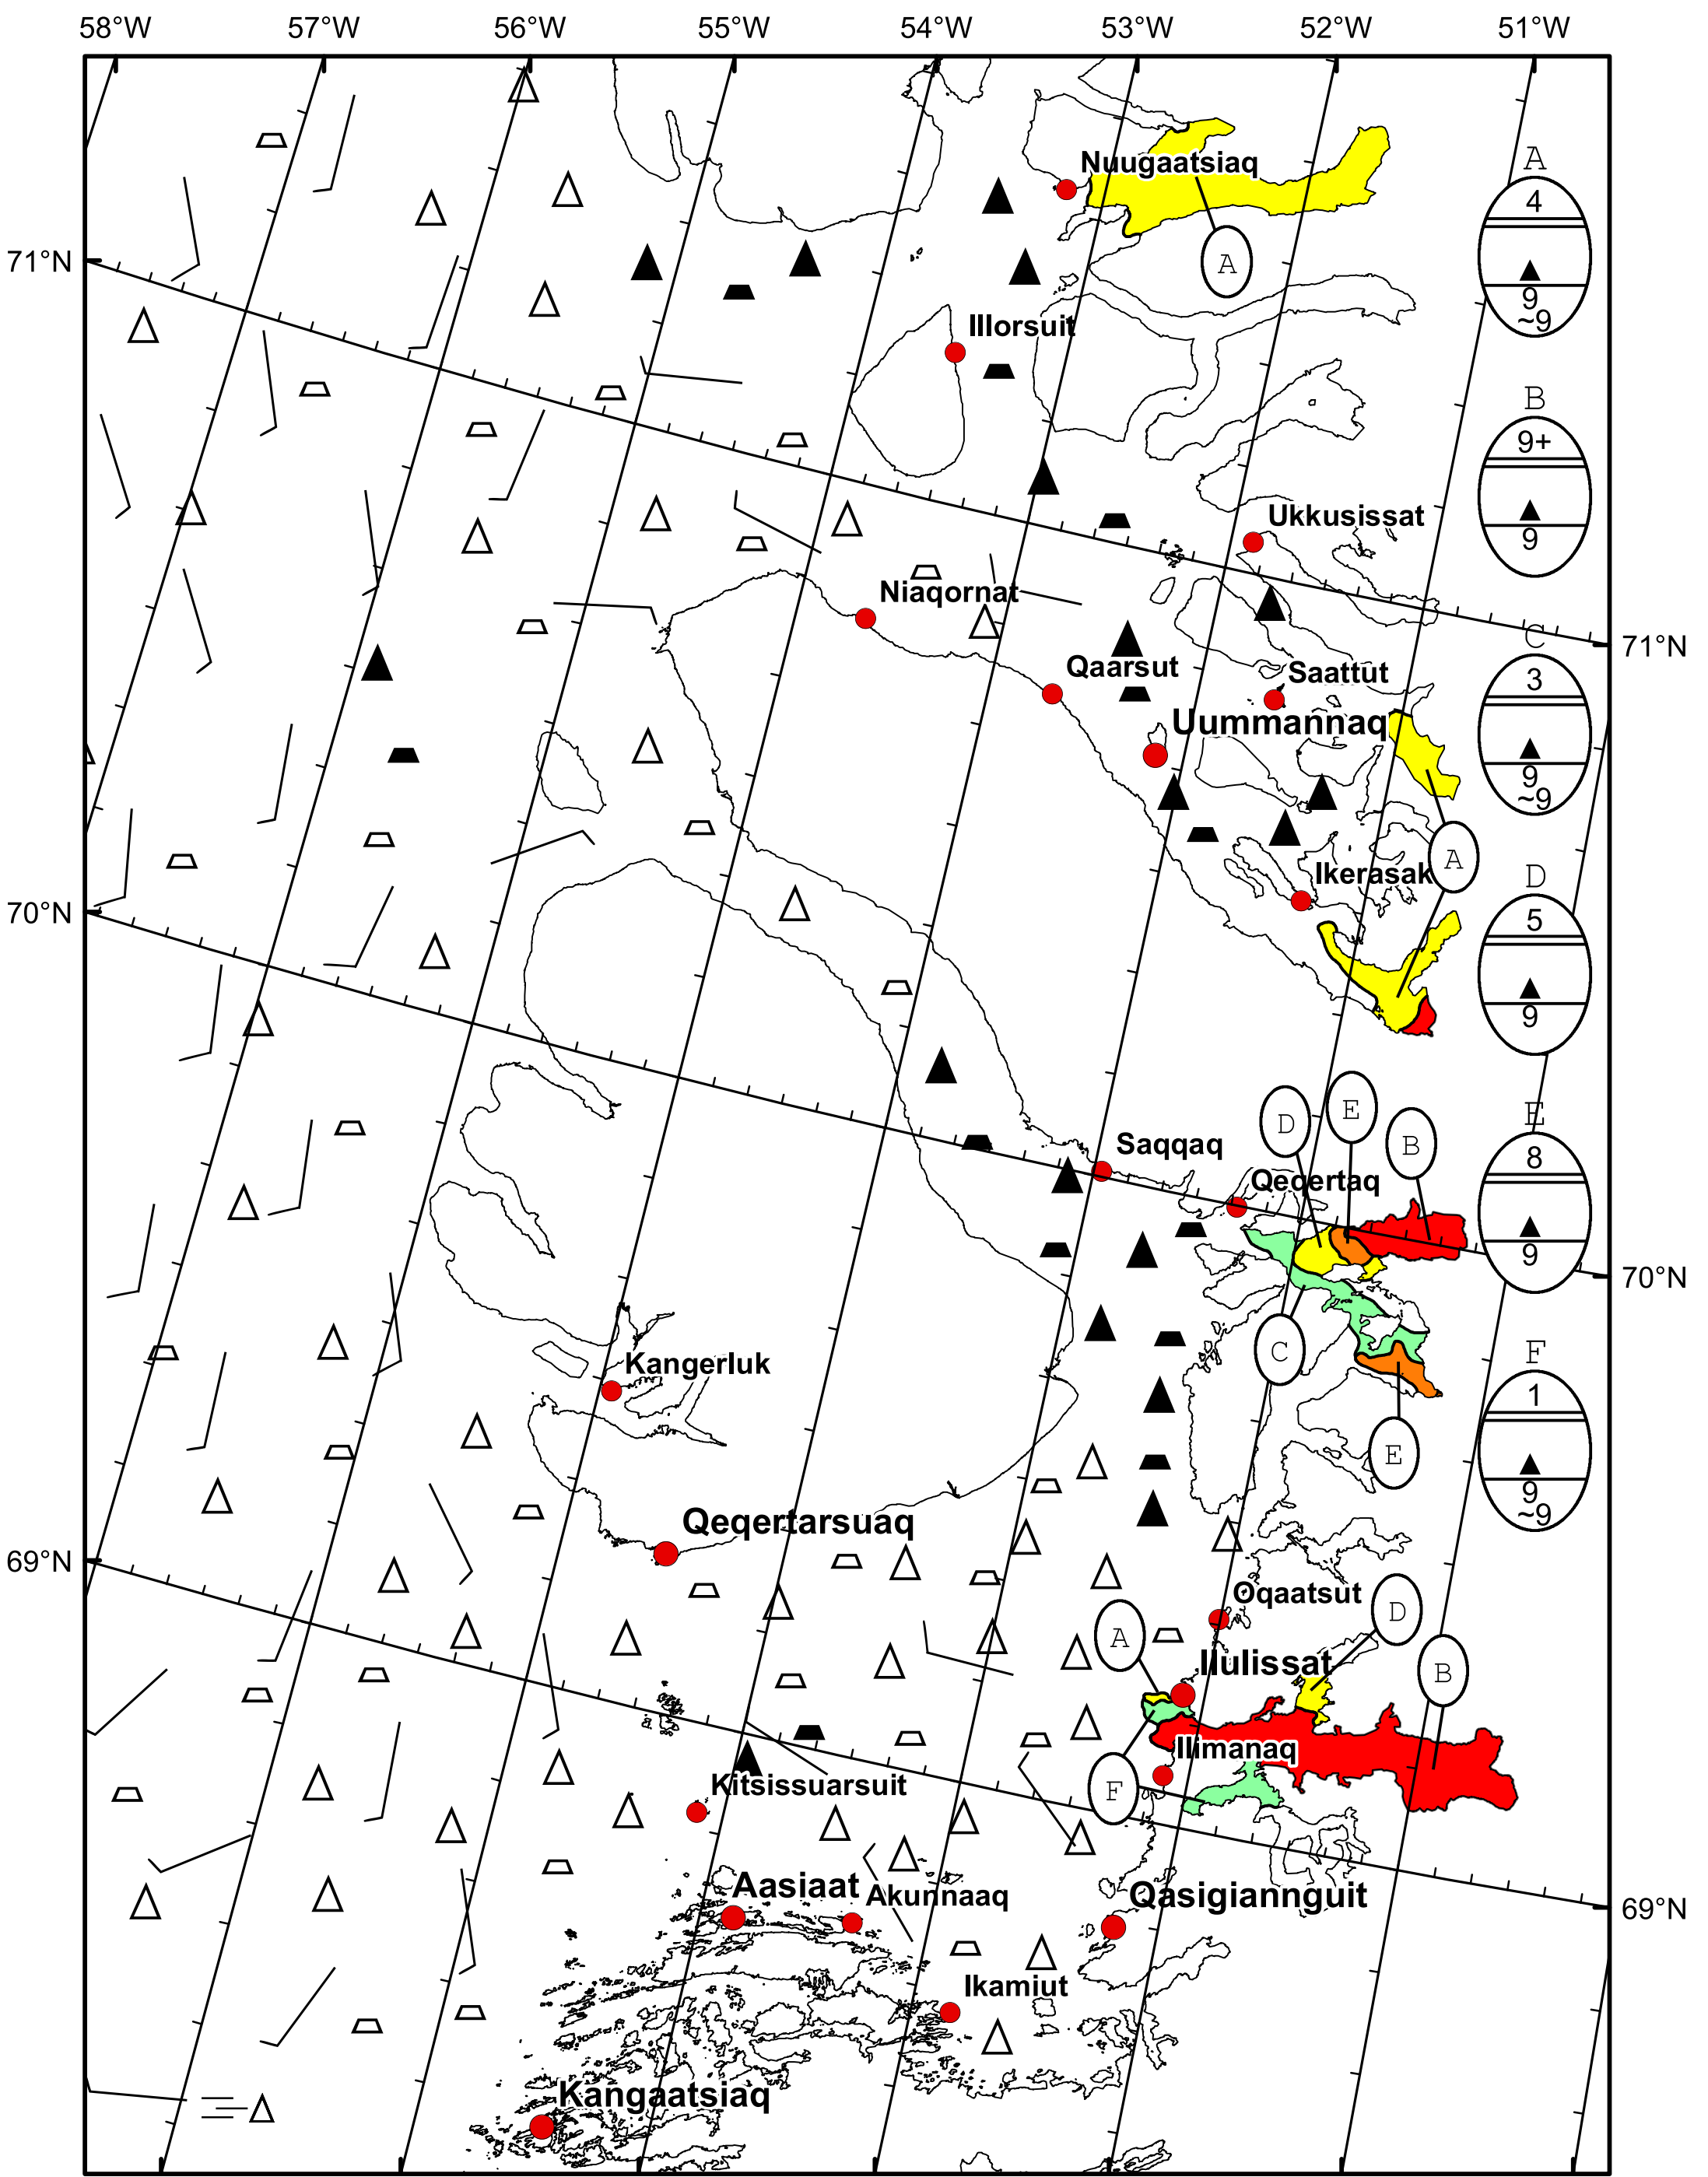 58°W 57°W 56°W 55°W 54°W 53°W 52°W 51°W
Nuugaatsiaq
A
4
9
~9
71°N
A
Illorsuit
B
9+
9
Ukkusissat
Niaqornat
C
71°N
3
9
~9
Qaarsut
Saattut
Uummannaq
A
Ikerasak
70°N
D
5
9
D
E
B
E
8
9
Saqqaq
Qeqertaq
70°N
C
Kangerluk
F
1
9
~9
E
Qeqertarsuaq
69°N
Oqaatsut
A
D
B
Ilulissat
Ilimanaq
F
Kitsissuarsuit
Aasiaat
Akunnaaq
Qasigiannguit
69°N
Ikamiut
Kangaatsiaq